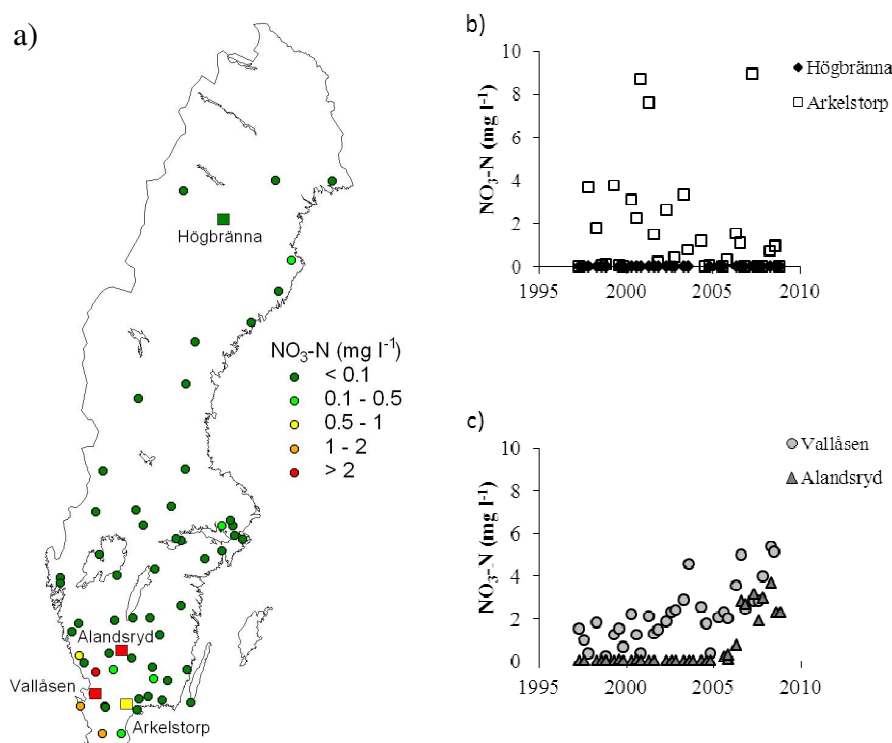 a)
Högbränna
NO3-N (mg l-1)
< 0.1
0.1 - 0.5
0.5 - 1
1 - 2
> 2
Alandsryd
Vallåsen
Arkelstorp
b)
NO3-N (mg l-1)
10
8
6
4
2
0
1995 2000 2005 2010
Högbränna
Arkelstorp
c)
NO3-N (mg l-1)
10
8
6
4
2
0
1995 2000 2005 2010
Vallåsen
Alandsryd